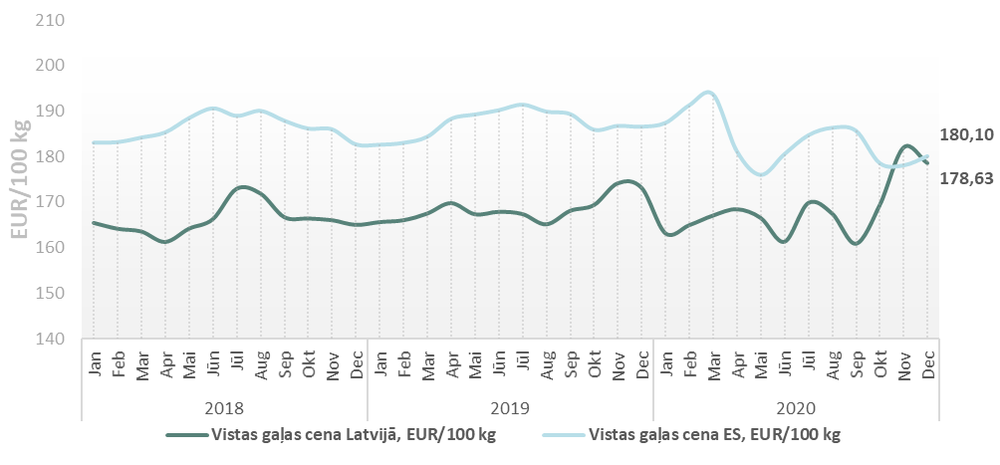 210
200
190
180
170
160
150
140
EUR/100 kg
180,10
178,63
Jan Feb Mar Apr Mai Jūn Jūl Aug Sep Okt Nov Dec Jan Feb Mar Apr Mai Jūn Jūl Aug Sep Okt Nov Dec Jan Feb Mar Apr Mai Jūn Jūl Aug Sep Okt Nov Dec
2018 2019 2020
Vistas gaļas cena Latvijā, EUR/100 kg Vistas gaļas cena ES, EUR/100 kg